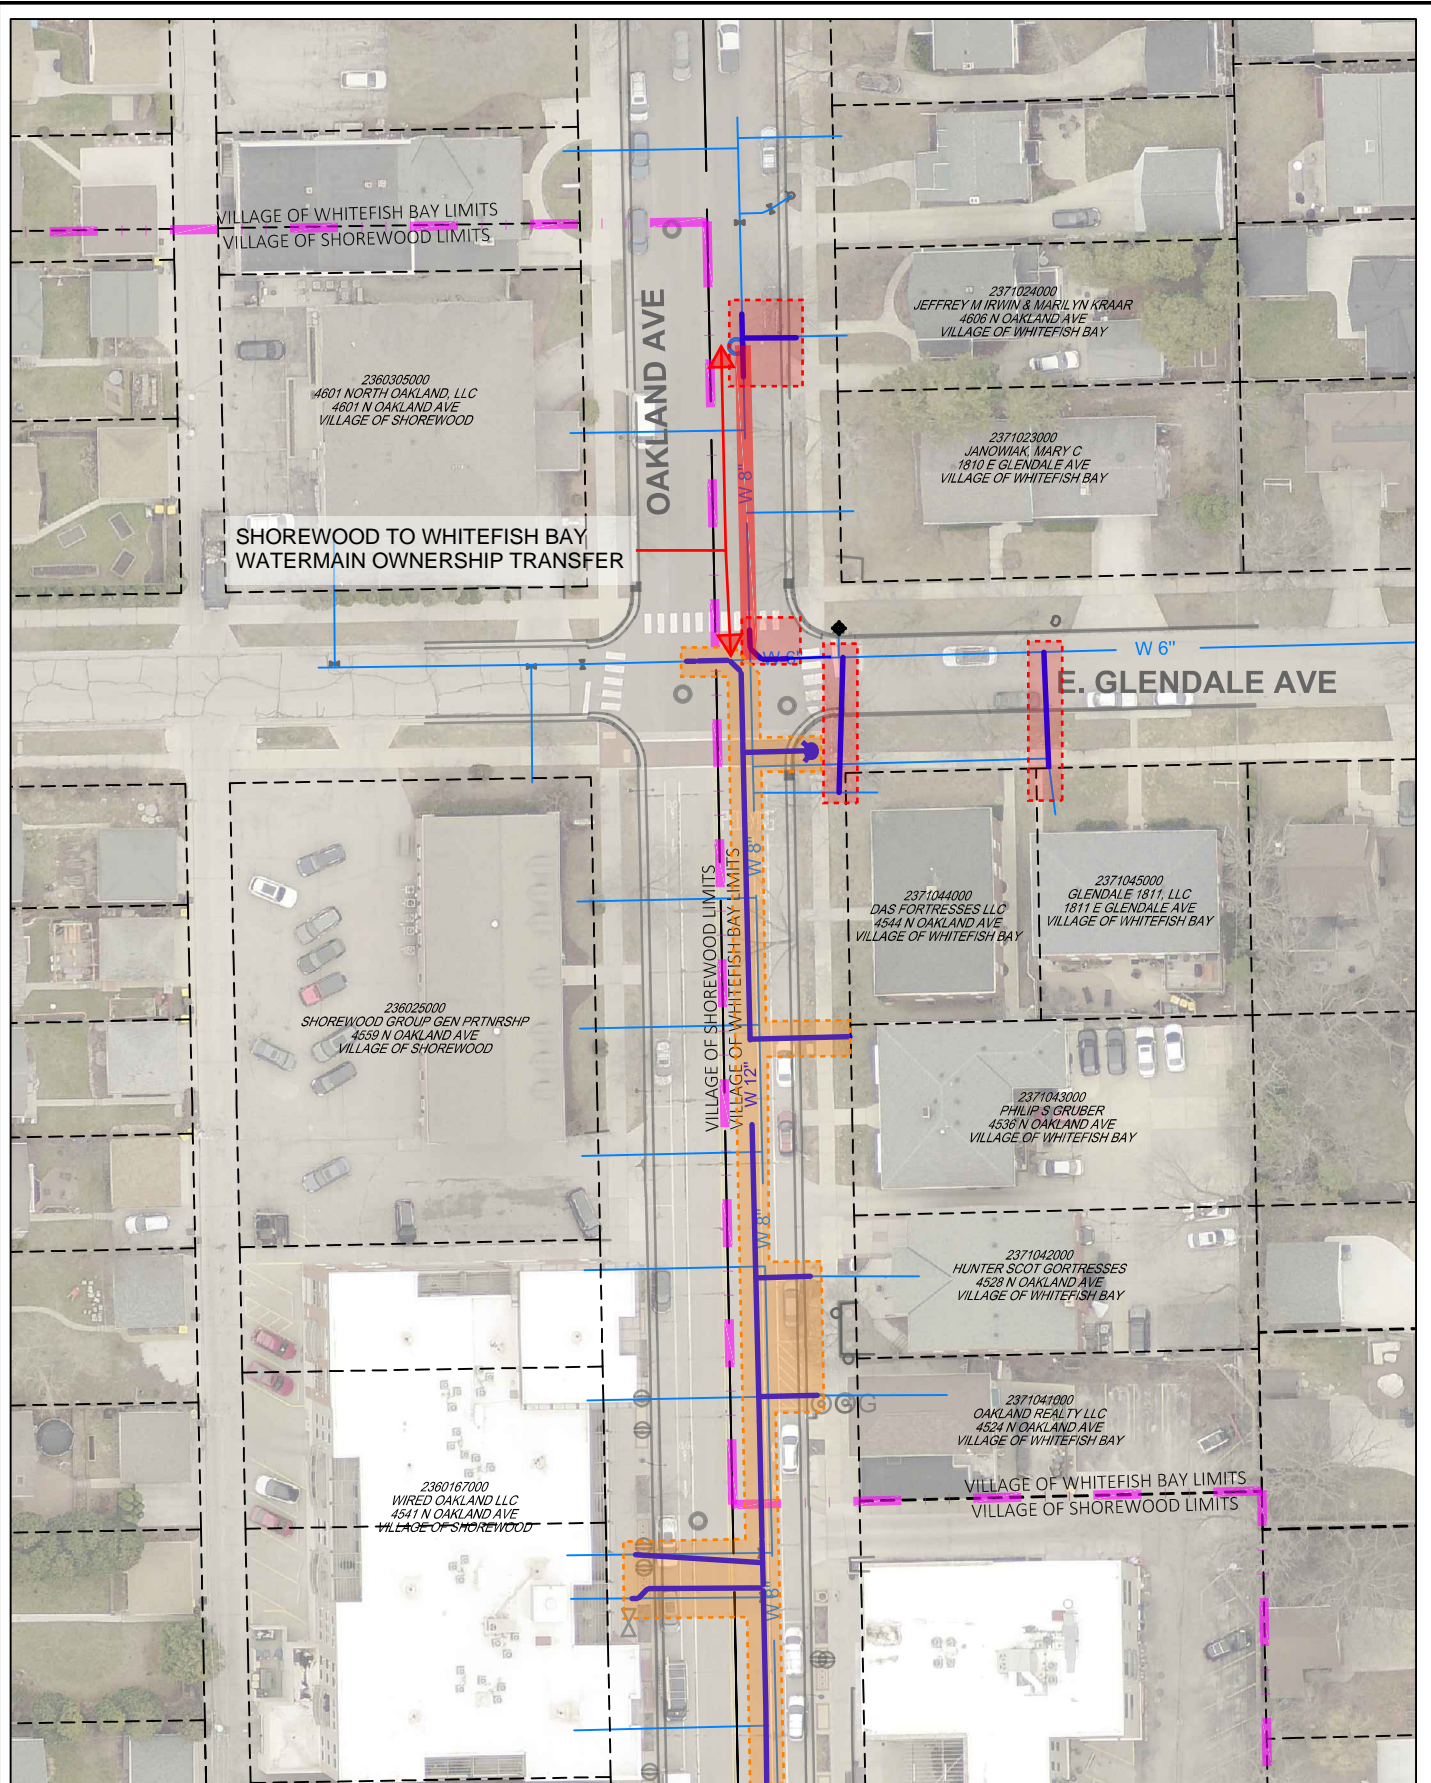 VILLAGE OF WHITEFISH BAY LIMITS
VILLAGE OF SHOREWOOD LIMITS
OAKLAND AVE
2371024000
JEFFREY M IRWIN & MARILYN KRAAR
4606 N OAKLAND AVE
VILLAGE OF WHITEFISH BAY
2360305000
4601 NORTH OAKLAND, LLC
4601 N OAKLAND AVE
VILLAGE OF SHOREWOOD
2371023000
JANOWIAK, MARY C
1810 E GLENDALE AVE
VILLAGE OF WHITEFISH BAY
W 8"
SHOREWOOD TO WHITEFISH BAY
WATERMAIN OWNERSHIP TRANSFER
W 6"
W 6"
E. GLENDALE AVE
W 8"
VILLAGE OF SHOREWOOD LIMITS
VILLAGE OF WHITEFISH BAY LIMITS
2371044000
DAS FORTRESSES LLC
4544 N OAKLAND AVE
VILLAGE OF WHITEFISH BAY
2371045000
GLENDALE 1811, LLC
1811 E GLENDALE AVE
VILLAGE OF WHITEFISH BAY
236025000
SHOREWOOD GROUP GEN PRTNRSHP
4559 N OAKLAND AVE
VILLAGE OF SHOREWOOD
W 12"
2371043000
PHILIP S GRUBER
4536 N OAKLAND AVE
VILLAGE OF WHITEFISH BAY
W 8"
2371042000
HUNTER SCOT GORTRESSES
4528 N OAKLAND AVE
VILLAGE OF WHITEFISH BAY
G
2371041000
OAKLAND REALTY LLC
4524 N OAKLAND AVE
VILLAGE OF WHITEFISH BAY
VILLAGE OF WHITEFISH BAY LIMITS
VILLAGE OF SHOREWOOD LIMITS
2360167000
WIRED OAKLAND LLC
4541 N OAKLAND AVE
VILLAGE OF SHOREWOOD
W 8"